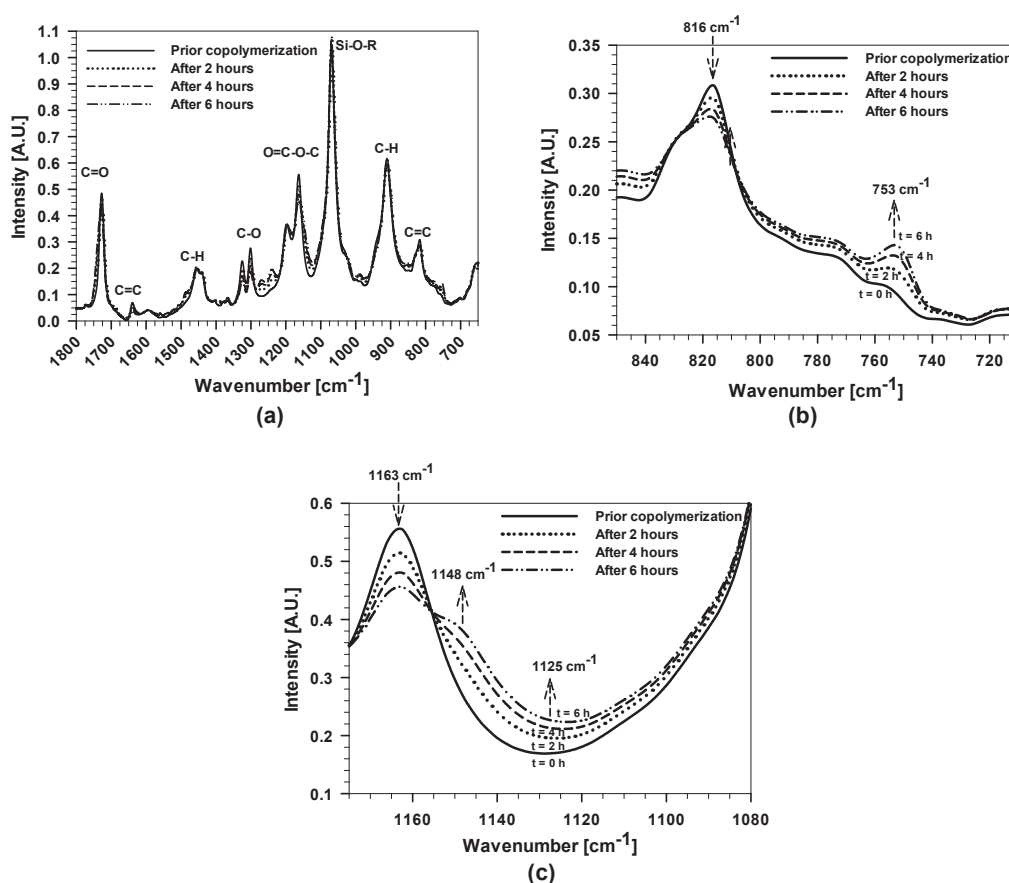 1.1
1.0
0.9
0.8
0.7
0.6
0.5
0.4
0.3
0.2
0.1
0.0
Intensity [A.U.]
Prior copolymerization
After 2 hours
After 4 hours
After 6 hours
Si-O-R
C=O
C=C
C-H
C-O
O=C-O-C
C-H
C=C
1800
1700
1600
1500
1400
1300
1200
1100
1000
900
800
700
Wavenumber [cm-1]
(a)
816 cm-1
0.35
0.30
0.25
0.20
0.15
0.10
0.05
Intensity [A.U.]
Prior copolymerization
After 2 hours
After 4 hours
After 6 hours
753 cm-1
t = 6 h
t = 4 h
t = 2 h
t = 0 h
840
820
800
780
760
740
720
Wavenumber [cm-1]
(b)
1163 cm-1
0.6
0.5
0.4
0.3
0.2
0.1
Intensity [A.U.]
Prior copolymerization
After 2 hours
After 4 hours
After 6 hours
1148 cm-1
1125 cm-1
t = 6 h
t = 4 h
t = 2 h
t = 0 h
1160
1140
1120
1100
1080
Wavenumber [cm-1]
(c)